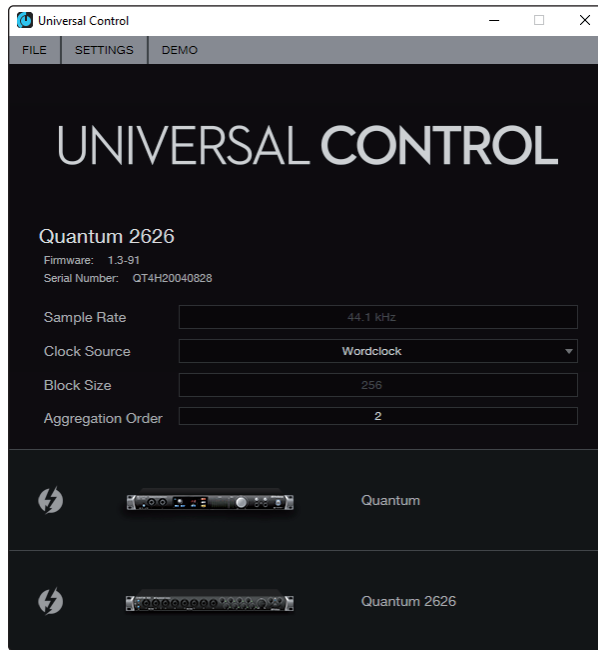 Universal Control
FILE SETTINGS DEMO
UNIVERSAL CONTROL
Quantum 2626
Firmware: 1.3-91
Serial Number: QT4H20040828
Sample Rate 44.1 kHz
Clock Source Wordclock
Block Size 256
Aggregation Order 2
Quantum
Quantum 2626